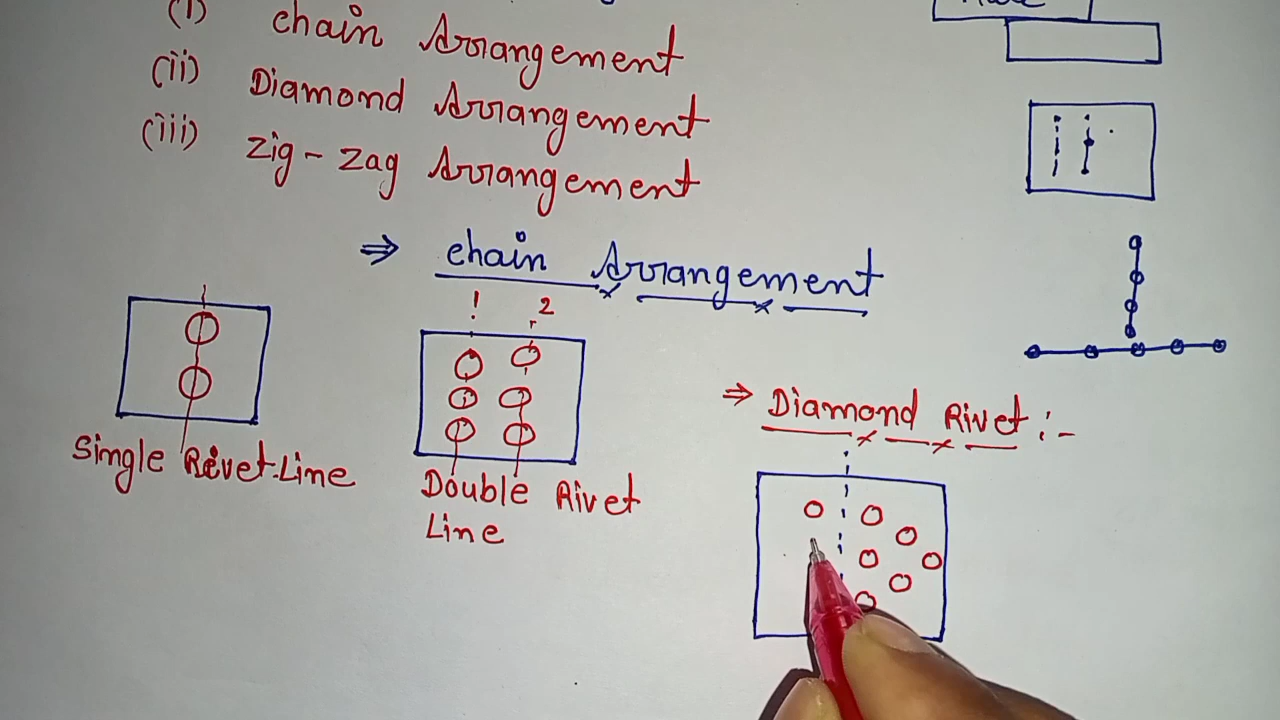 (i) chain Arrangement
(ii) Diamond Arrangement
(iii) Zig-Zag Arrangement
⇒ chain Arrangement
1 2
Single Rivet Line
Double Rivet
Line
⇒ Diamond Rivet :-